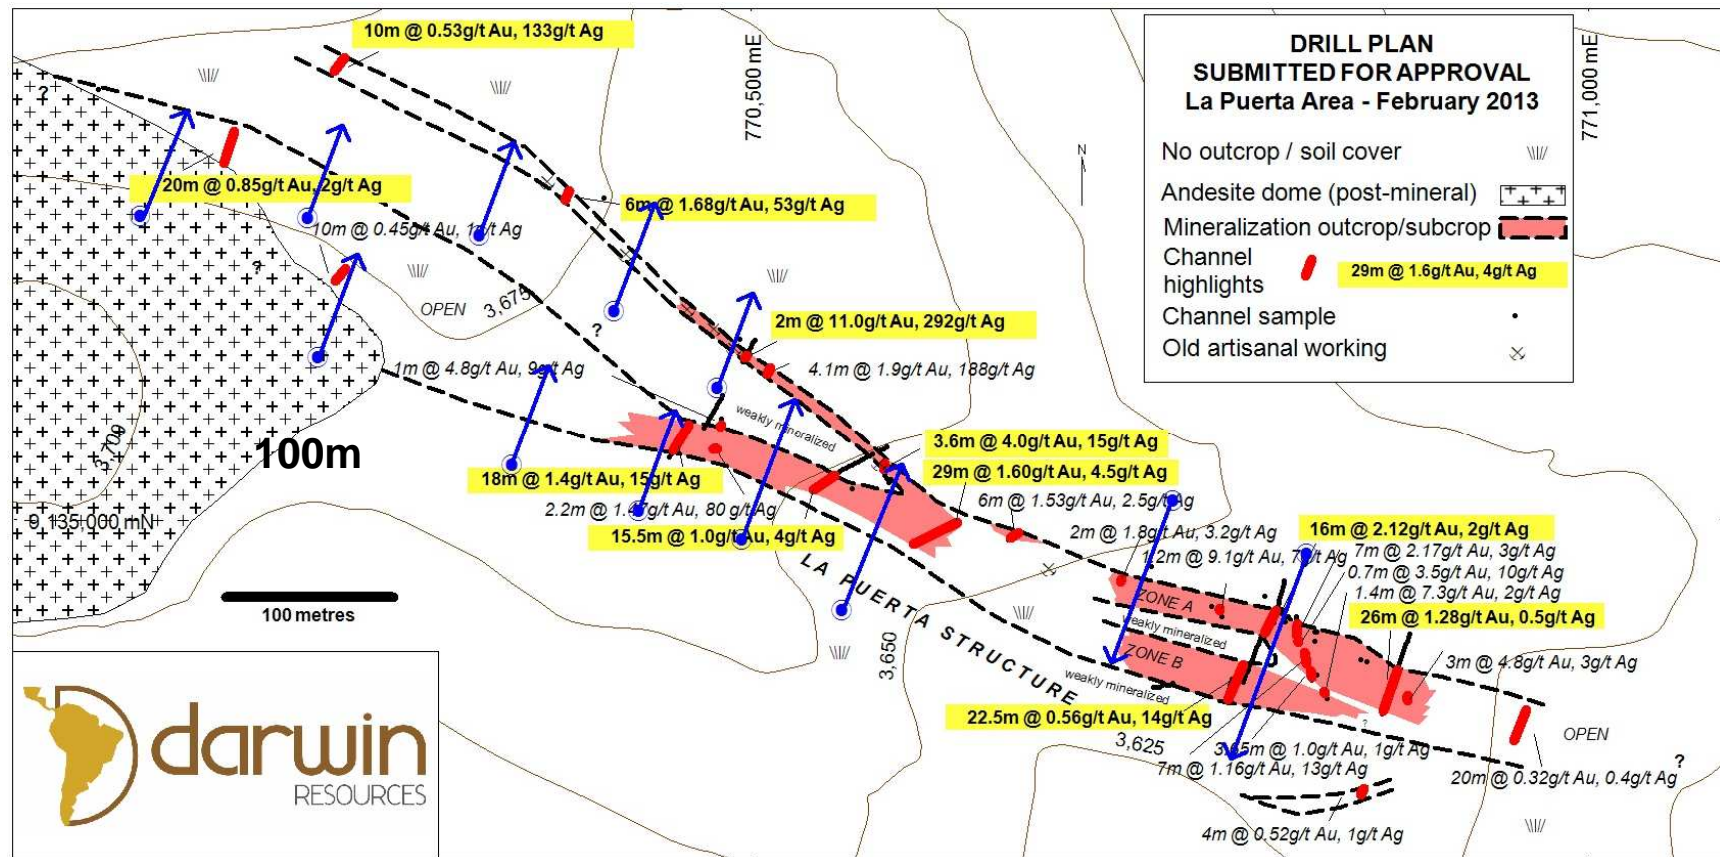 10m @ 0.53g/t Au, 133g/t Ag
770,500 mE
771,000 mE
DRILL PLAN
SUBMITTED FOR APPROVAL
La Puerta Area - February 2013
N
No outcrop / soil cover
Andesite dome (post-mineral)
Mineralization outcrop/subcrop
Channel
highlights
29m @ 1.6g/t Au, 4g/t Ag
Channel sample
Old artisanal working
?
20m @ 0.85g/t Au, 2g/t Ag
6m @ 1.68g/t Au, 53g/t Ag
10m @ 0.45g/t Au, 1g/t Ag
?
OPEN
3,675
?
2m @ 11.0g/t Au, 292g/t Ag
1m @ 4.8g/t Au, 9g/t Ag
4.1m @ 1.9g/t Au, 188g/t Ag
weakly mineralized
3,700
100m
3.6m @ 4.0g/t Au, 15g/t Ag
29m @ 1.60g/t Au, 4.5g/t Ag
18m @ 1.4g/t Au, 15g/t Ag
6m @ 1.53g/t Au, 2.5g/t Ag
9,135,000 mN
2.2m @ 1.47g/t Au, 80 g/t Ag
15.5m @ 1.0g/t Au, 4g/t Ag
2m @ 1.8g/t Au, 3.2g/t Ag
16m @ 2.12g/t Au, 2g/t Ag
1.2m @ 9.1g/t Au, 7g/t Ag
7m @ 2.17g/t Au, 3g/t Ag
0.7m @ 3.5g/t Au, 10g/t Ag
1.4m @ 7.3g/t Au, 2g/t Ag
26m @ 1.28g/t Au, 0.5g/t Ag
LA PUERTA STRUCTURE
ZONE A
weakly mineralized
ZONE B
weakly mineralized
100 metres
3,650
3m @ 4.8g/t Au, 3g/t Ag
22.5m @ 0.56g/t Au, 14g/t Ag
?
3,625
3.65m @ 1.0g/t Au, 1g/t Ag
7m @ 1.16g/t Au, 13g/t Ag
OPEN
?
20m @ 0.32g/t Au, 0.4g/t Ag
4m @ 0.52g/t Au, 1g/t Ag
darwin
RESOURCES